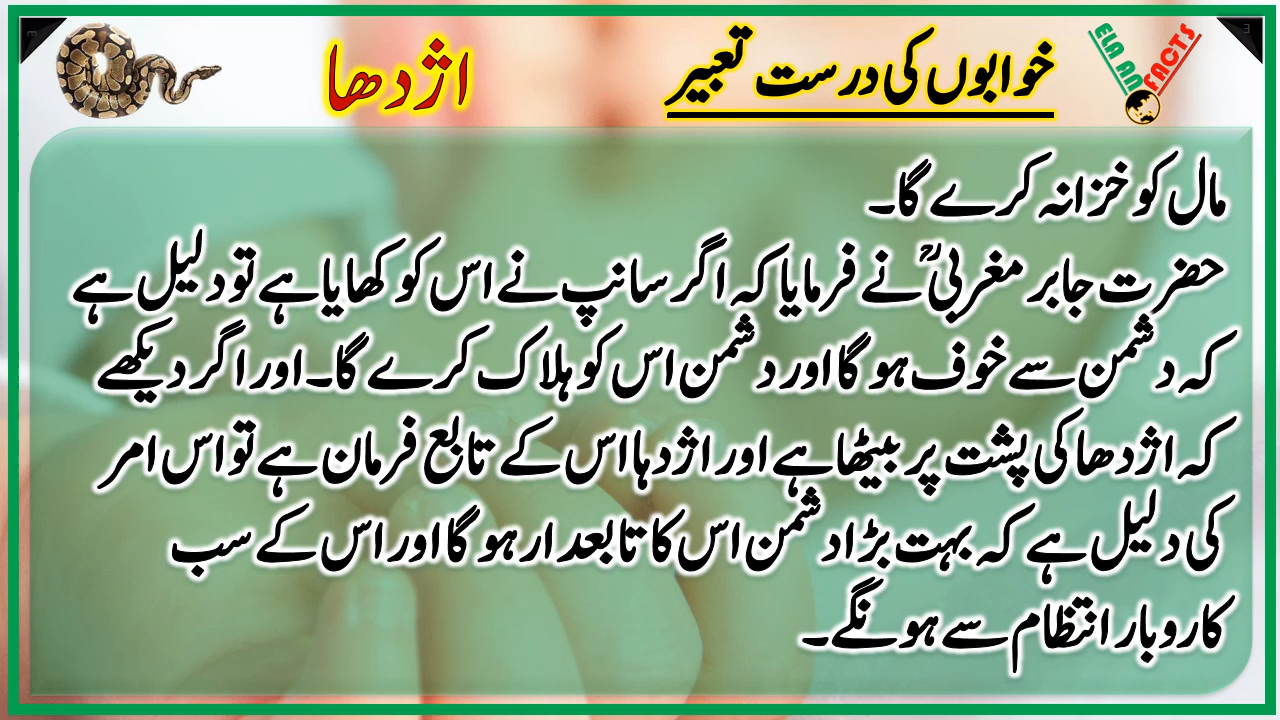 خوابوں کی درست تعبیر
اژدھا
ELA AN FACTS
مال کو خزانہ کرے گا۔
حضرت جابر مغربیؒ نے فرمایا کہ اگر سانپ نے اس کو کھایا ہے تو دلیل ہے
کہ دشمن سے خوف ہو گا اور دشمن اس کو ہلاک کرے گا۔ اور اگر دیکھے
کہ اژدھا کی پشت پر بیٹھا ہے اور اژدہا اس کے تابع فرمان ہے تو اس امر
کی دلیل ہے کہ بہت بڑا دشمن اس کا تابعدار ہو گا اور اس کے سب
کاروبار انتظام سے ہونگے۔